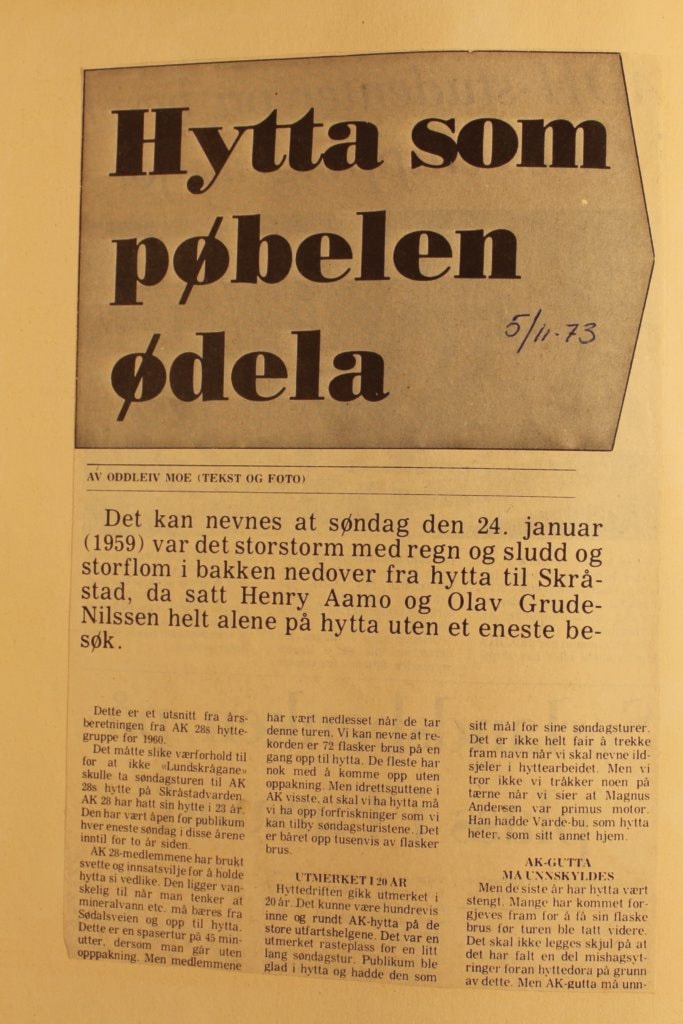 Hytta som
pøbelen
ødela
5/11-73
AV ODDLEIV MOE (TEKST OG FOTO)
Det kan nevnes at søndag den 24. januar
(1959) var det storstorm med regn og sludd og
storflom i bakken nedover fra hytta til Skrå-
stad, da satt Henry Aamo og Olav Grude-
Nilssen helt alene på hytta uten et eneste be-
søk.
Dette er et utsnitt fra års-
beretningen fra AK 28s hytte-
gruppe for 1960.
Det måtte slike værforhold til
for at ikke «Lundskrågane»
skulle ta søndagsturen til AK
28s hytte på Skråstadvarden.
AK 28 har hatt sin hytte i 23 år.
Den har vært åpen for publikum
hver eneste søndag i disse årene
inntil for to år siden.
AK 28-medlemmene har brukt
svette og innsatsvilje for å holde
hytta si vedlike. Den ligger van-
skelig til når man tenker at
mineralvann etc. må bæres fra
Sødalsveien og opp til hytta.
Dette er en spasertur på 45 min-
utter, dersom man går uten
opppakning. Men medlemmene
har vært nedlesset når de tar
denne turen. Vi kan nevne at re-
korden er 72 flasker brus på en
gang opp til hytta. De fleste har
nok med å komme opp uten
oppakning. Men idrettsguttene i
AK visste, at skal vi ha hytta må
vi ha opp forfriskninger som vi
kan tilby søndagsturistene. Det
er båret opp tusenvis av flasker
brus.
UTMERKET I 20 ÅR
Hyttedriften gikk utmerket i
20 år. Det kunne være hundrevis
inne og rundt AK-hytta på de
store utfartshelgene. Det var en
utmerket rasteplass for en litt
lang søndagstur. Publikum ble
glad i hytta og hadde den som
sitt mål for sine søndagsturer.
Det er ikke helt fair å trekke
fram navn når vi skal nevne ild-
sjeler i hyttearbeidet. Men vi
tror ikke vi tråkker noen på
tærne når vi sier at Magnus
Andersen var primus motor.
Han hadde Varde-bu, som hytta
heter, som sitt annet hjem.
AK-GUTTA
MÅ UNNSKYLDES
Men de siste år har hytta vært
stengt. Mange har kommet for-
gjeves fram for å få sin flaske
brus før turen ble tatt videre.
Det skal ikke legges skjul på at
det har falt en del mishagsyt-
ringer foran hyttedøra på grunn
av dette. Men AK-gutta må unn-